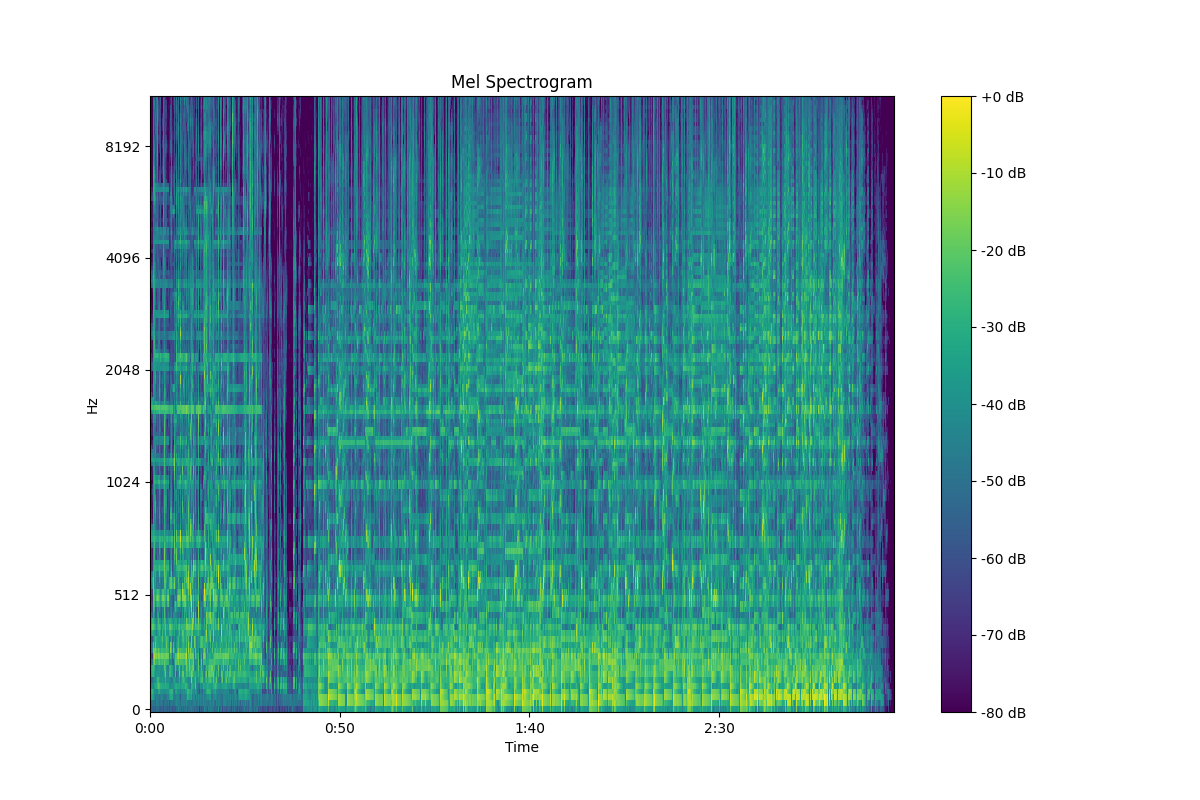 Mel Spectrogram
8192
4096
2048
1024
512
0
Hz
0:00 0:50 1:40 2:30
Time
+0 dB
-10 dB
-20 dB
-30 dB
-40 dB
-50 dB
-60 dB
-70 dB
-80 dB